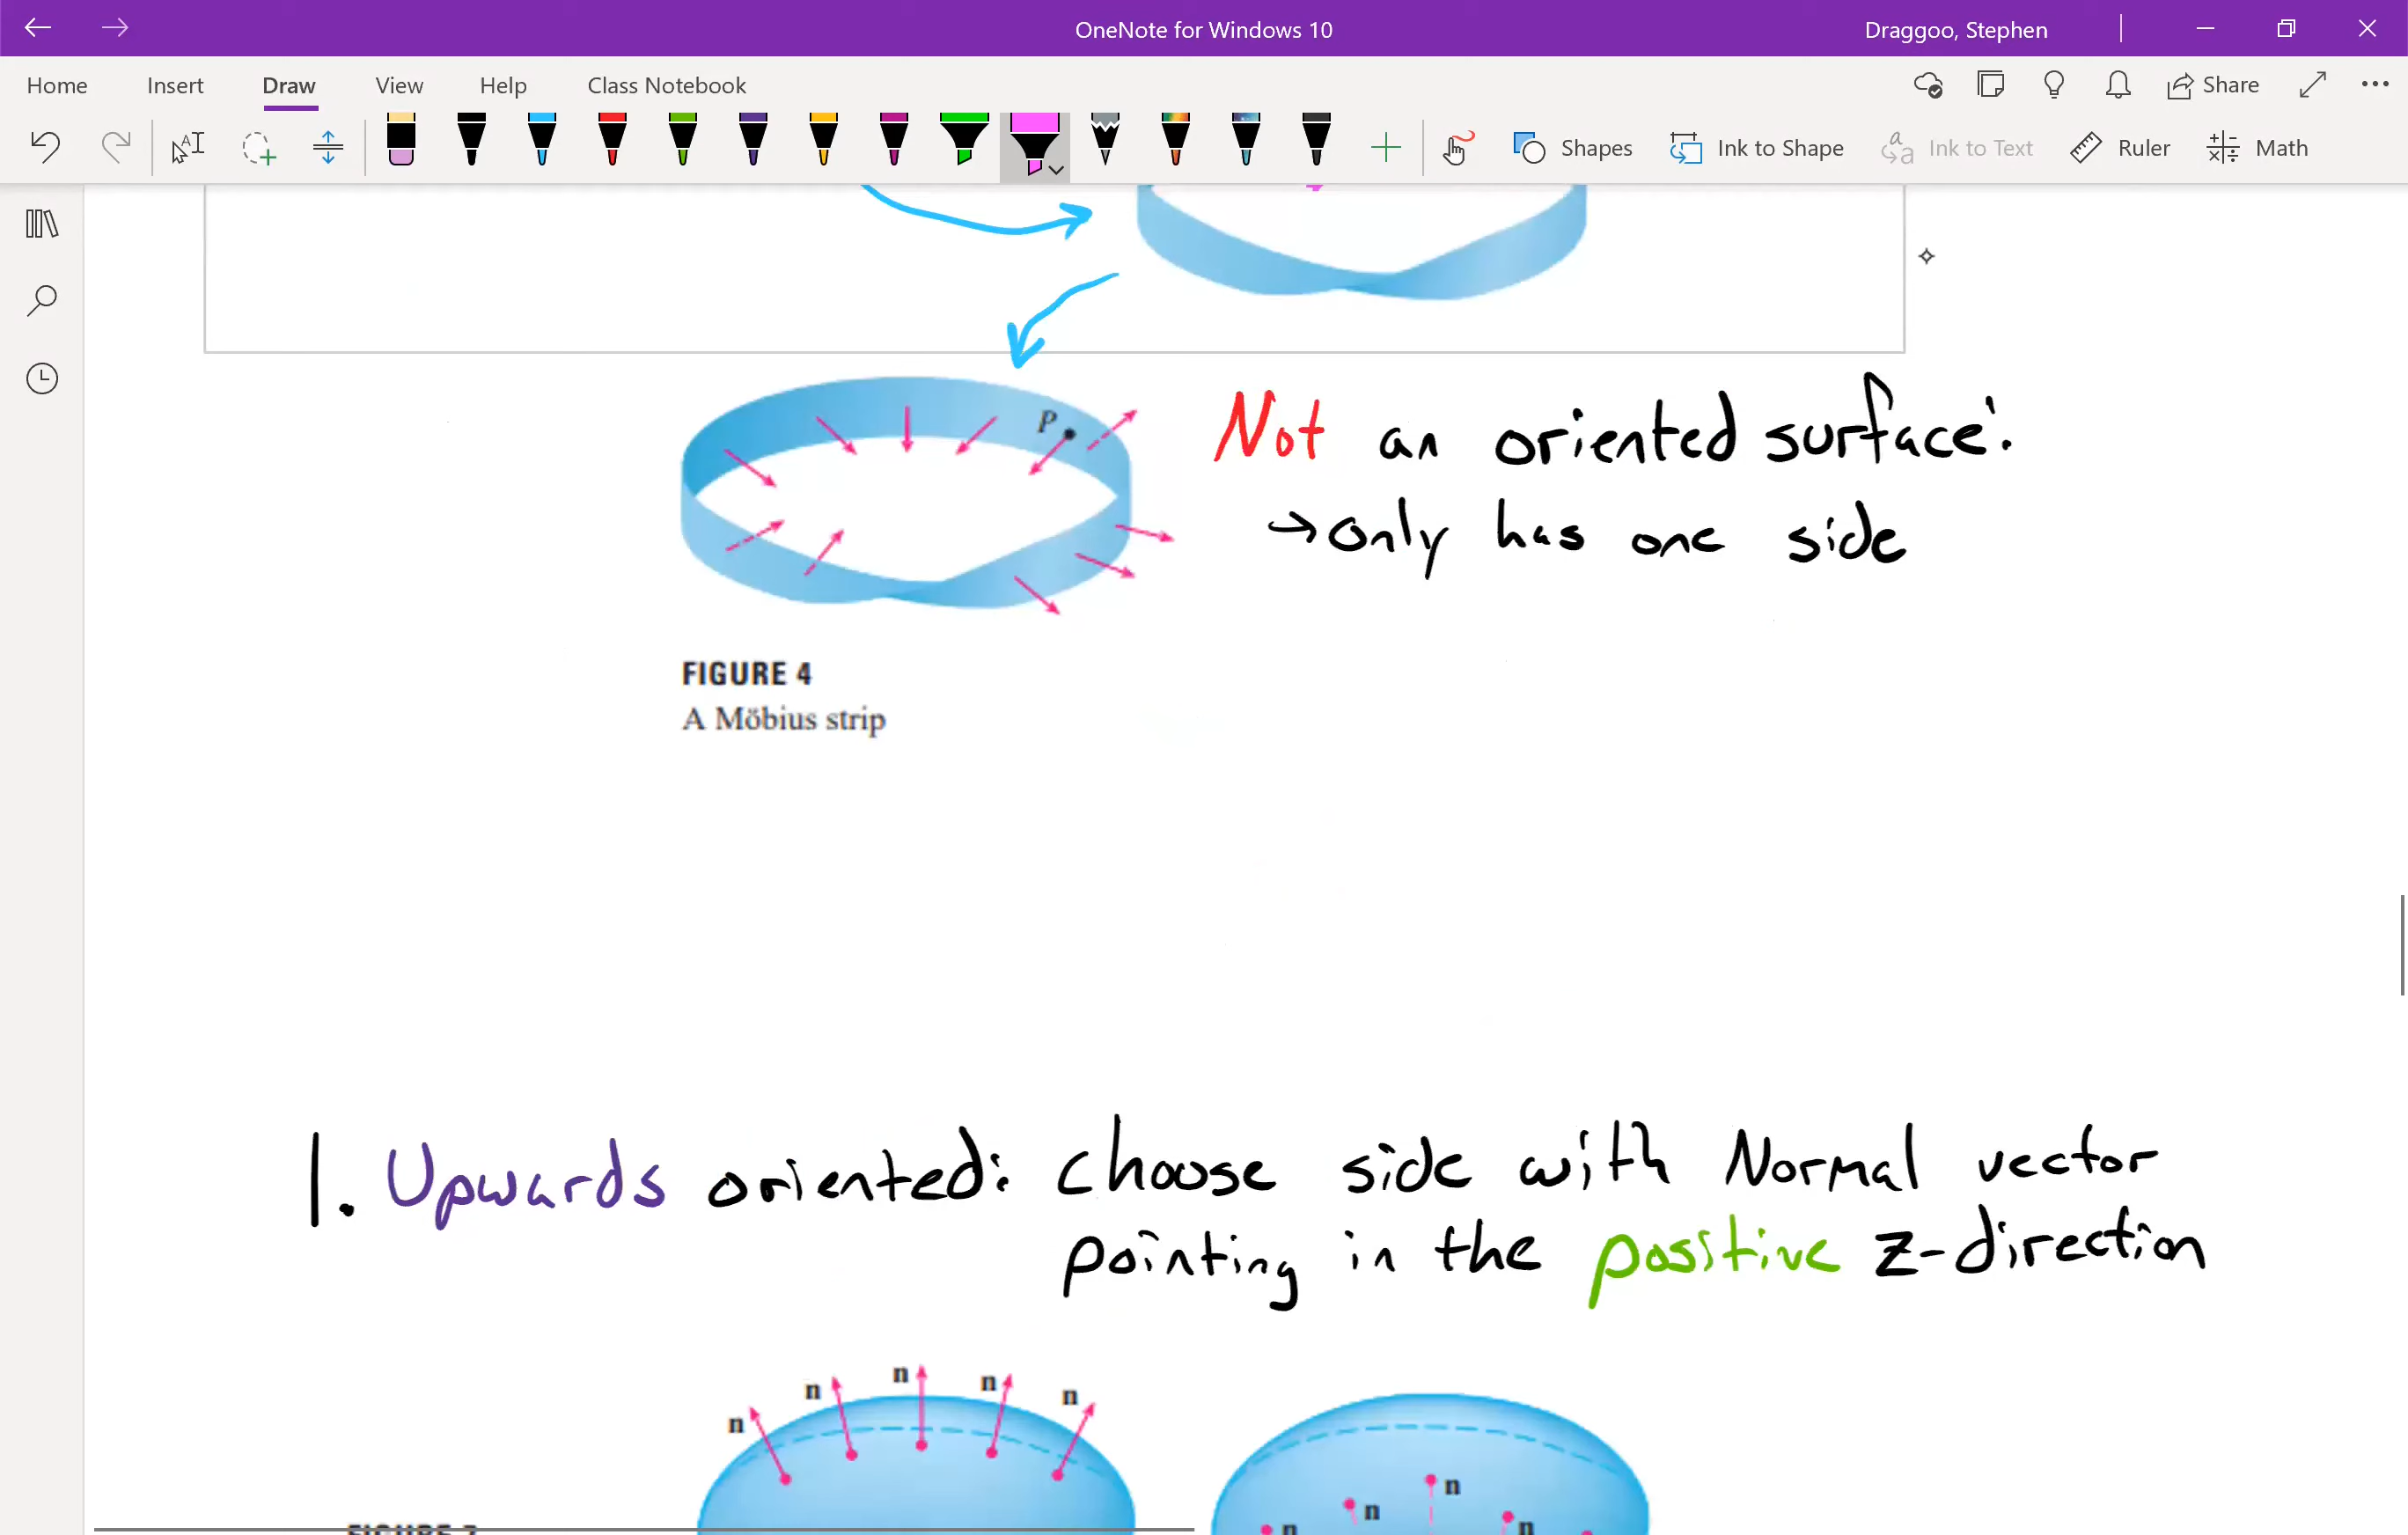 OneNote for Windows 10
Draggoo, Stephen
Home Insert Draw View Help Class Notebook
Share
Shapes Ink to Shape Ink to Text Ruler Math
P
Not an oriented surface:
→ only has one side
FIGURE 4
A Möbius strip
1. Upwards oriented: choose side with Normal vector
pointing in the positive z-direction
n n n n n
n n n n